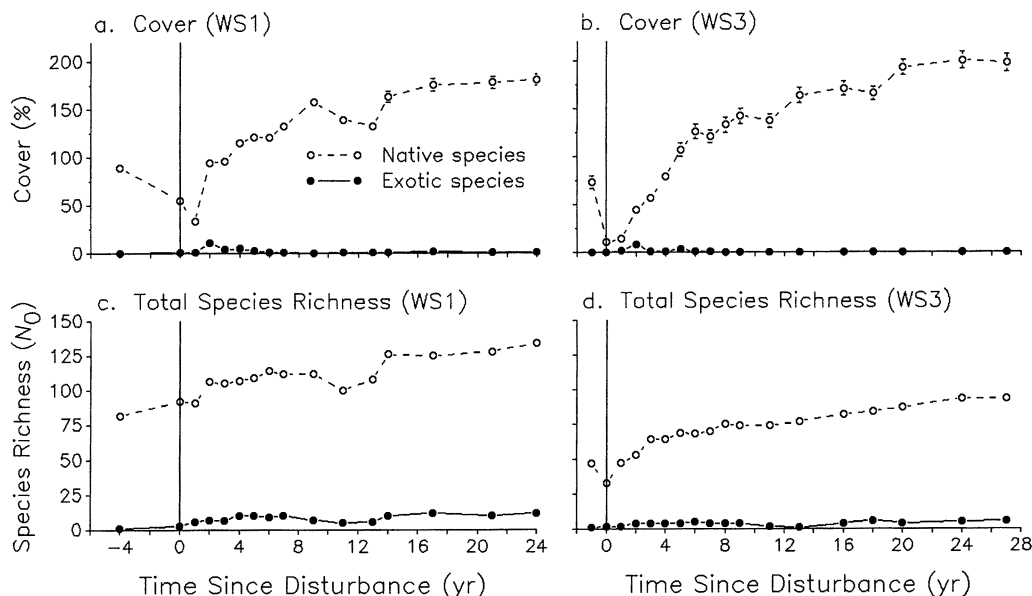 a. Cover (WS1)
b. Cover (WS3)
Cover (%)
200
150
100
50
0
Native species
Exotic species
c. Total Species Richness (WS1)
d. Total Species Richness (WS3)
Species Richness (N0)
150
125
100
75
50
25
0
−4 0 4 8 12 16 20 24
0 4 8 12 16 20 24 28
Time Since Disturbance (yr)
Time Since Disturbance (yr)